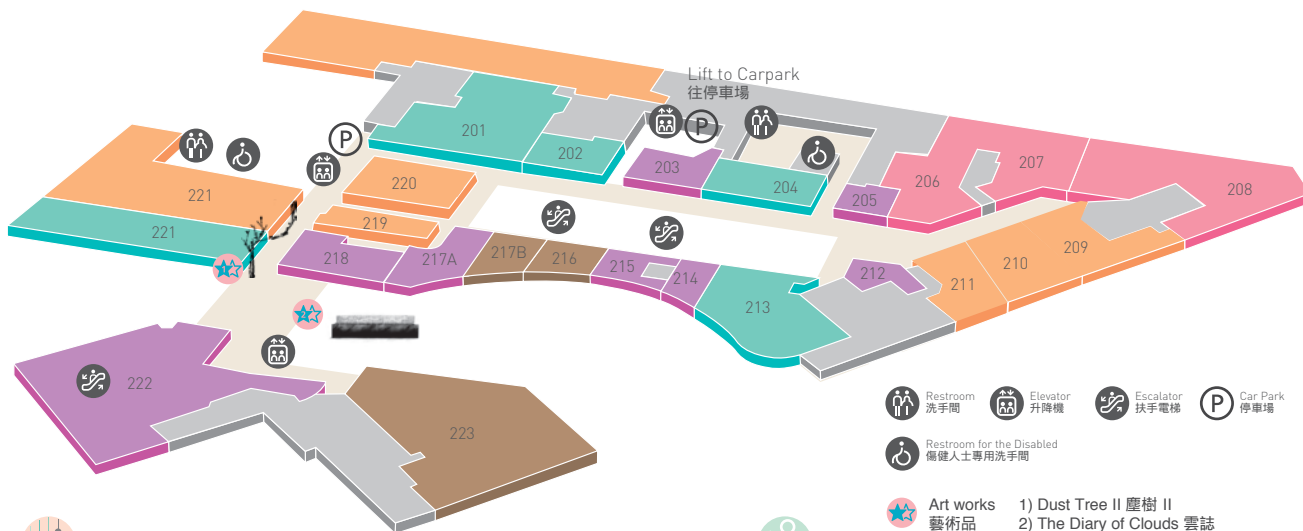 Lift to Carpark
往停車場
P
P
201
202
203
204
205
206
207
208
221
220
219
221
218
217A
217B
216
215
214
213
212
211
210
209
1
2
222
223
Restroom
洗手間
Elevator
升降機
Escalator
扶手電梯
P
Car Park
停車場
Restroom for the Disabled
傷健人士專用洗手間
Art works
藝術品
1) Dust Tree II 塵樹 II
2) The Diary of Clouds 雲誌